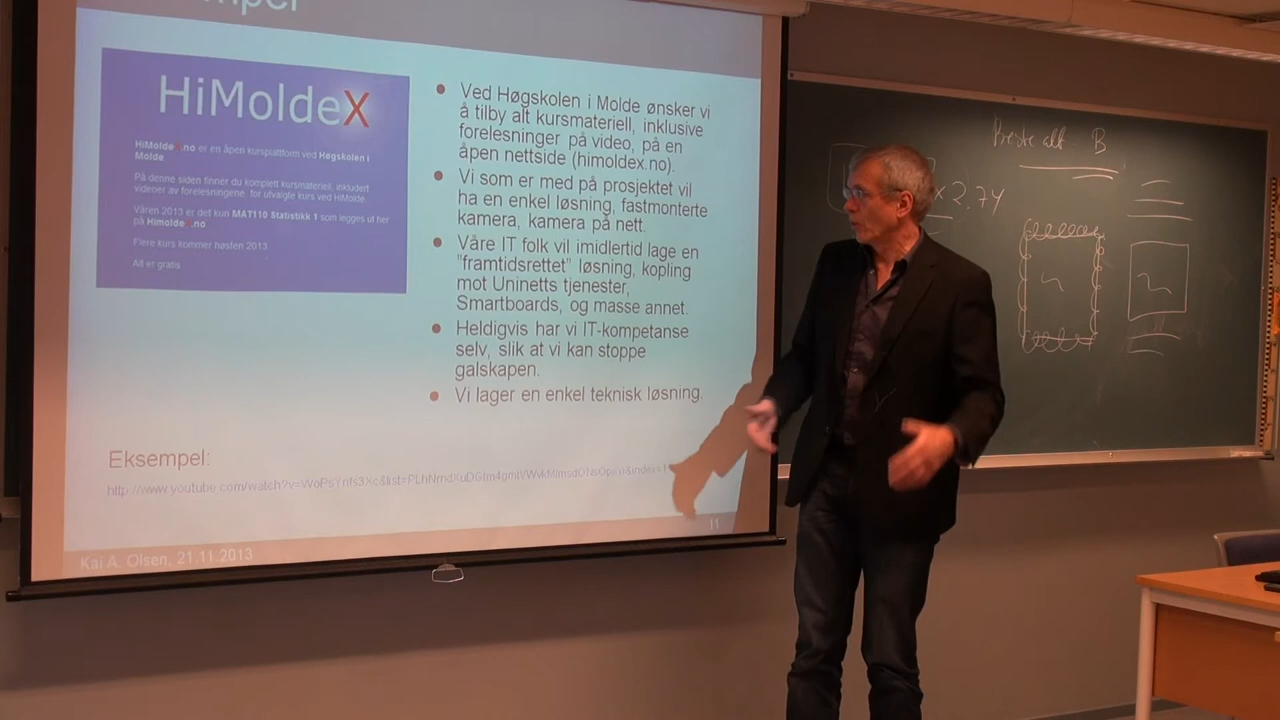 HiMoldeX
HiMoldeX.no er en åpen kursplattform ved Høgskolen i
Molde
På denne siden finner du komplett kursmateriell, inkludert
videoer av forelesningene, for utvalgte kurs ved HiMolde.
Våren 2013 er det kun MAT110 Statistikk 1 som legges ut her
på Himoldex.no
Flere kurs kommer høsten 2013
Alt er gratis
• Ved Høgskolen i Molde ønsker vi
å tilby alt kursmateriell, inklusive
forelesninger på video, på en
åpen nettside (himoldex.no).
• Vi som er med på prosjektet vil
ha en enkel løsning, fastmonterte
kamera, kamera på nett.
• Våre IT folk vil imidlertid lage en
"framtidsrettet" løsning, kopling
mot Uninetts tjenester,
Smartboards, og masse annet.
• Heldigvis har vi IT-kompetanse
selv, slik at vi kan stoppe
galskapen.
• Vi lager en enkel teknisk løsning.
Eksempel:
Kai A. Olsen, 21.11.2013
11
Beste alt. B
x 2.74